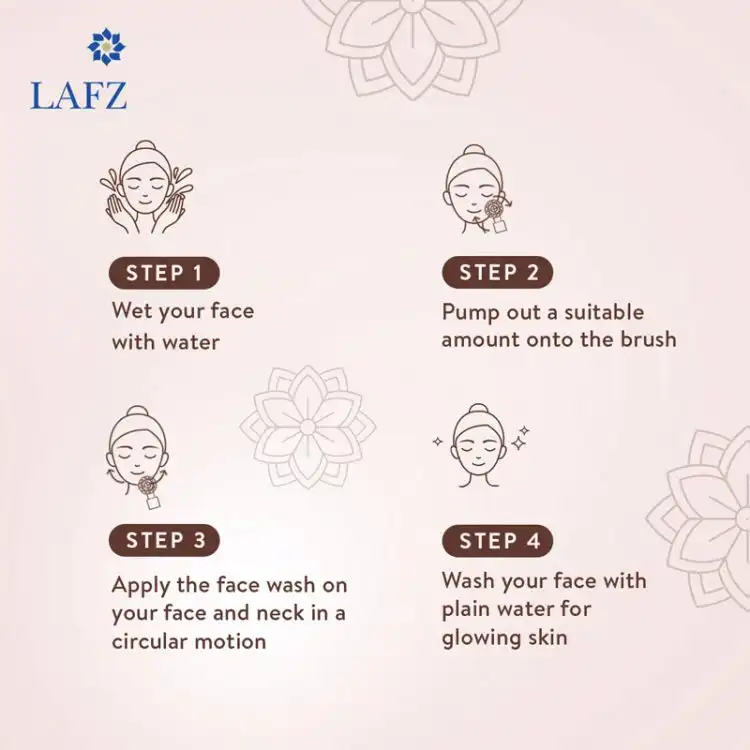 LAFZ
STEP 1
Wet your face
with water
STEP 2
Pump out a suitable
amount onto the brush
STEP 3
Apply the face wash on
your face and neck in a
circular motion
STEP 4
Wash your face with
plain water for
glowing skin